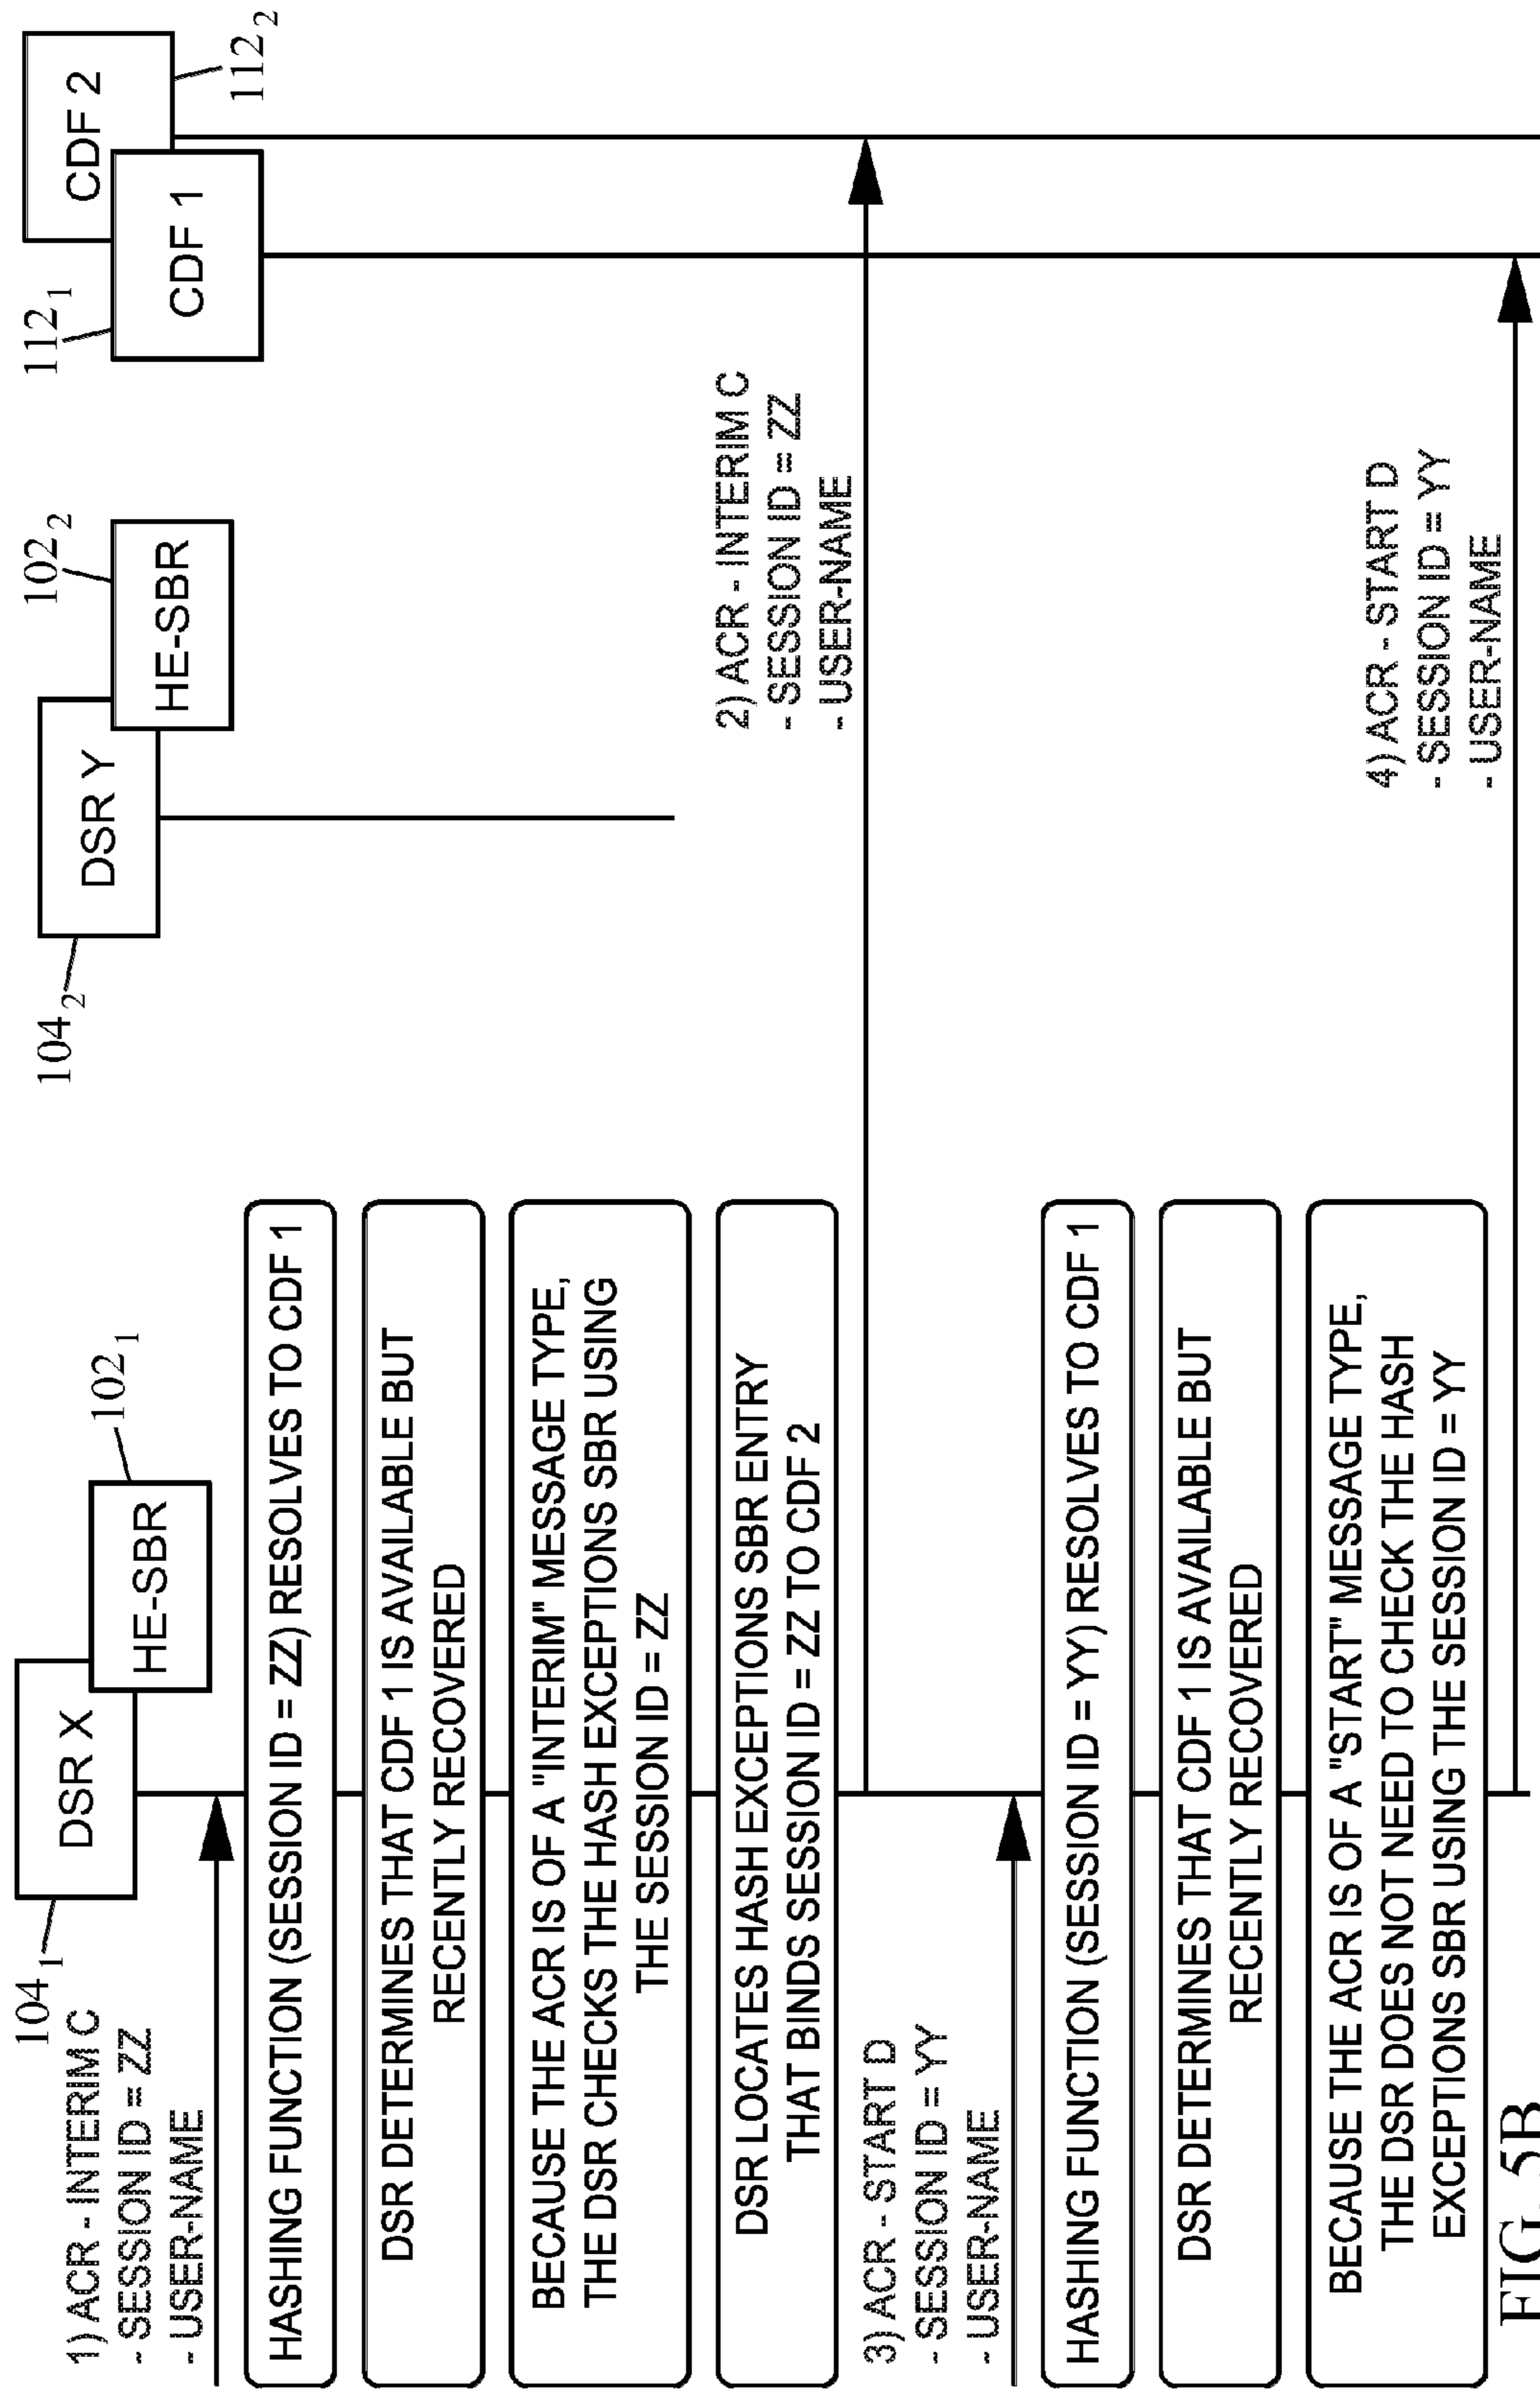 104₁
DSR X
HE-SBR
102₁
104₂
DSR Y
HE-SBR
102₂
112₁
CDF 1
CDF 2
112₂
1) ACR - INTERIM C
- SESSION ID = ZZ
- USER-NAME
HASHING FUNCTION (SESSION ID = ZZ) RESOLVES TO CDF 1
DSR DETERMINES THAT CDF 1 IS AVAILABLE BUT
RECENTLY RECOVERED
BECAUSE THE ACR IS OF A "INTERIM" MESSAGE TYPE,
THE DSR CHECKS THE HASH EXCEPTIONS SBR USING
THE SESSION ID = ZZ
DSR LOCATES HASH EXCEPTIONS SBR ENTRY
THAT BINDS SESSION ID = ZZ TO CDF 2
2) ACR - INTERIM C
- SESSION ID = ZZ
- USER-NAME
3) ACR - START D
- SESSION ID = YY
- USER-NAME
HASHING FUNCTION (SESSION ID = YY) RESOLVES TO CDF 1
DSR DETERMINES THAT CDF 1 IS AVAILABLE BUT
RECENTLY RECOVERED
BECAUSE THE ACR IS OF A "START" MESSAGE TYPE,
THE DSR DOES NOT NEED TO CHECK THE HASH
EXCEPTIONS SBR USING THE SESSION ID = YY
4) ACR - START D
- SESSION ID = YY
- USER-NAME
FIG. 5B